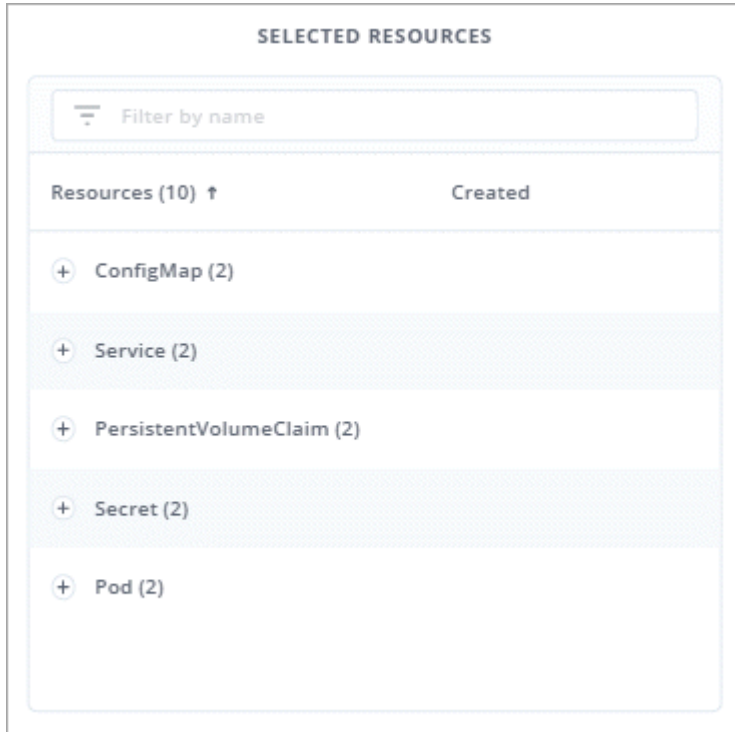 SELECTED RESOURCES
Filter by name
Resources (10) ↑ Created
ConfigMap (2)
Service (2)
PersistentVolumeClaim (2)
Secret (2)
Pod (2)